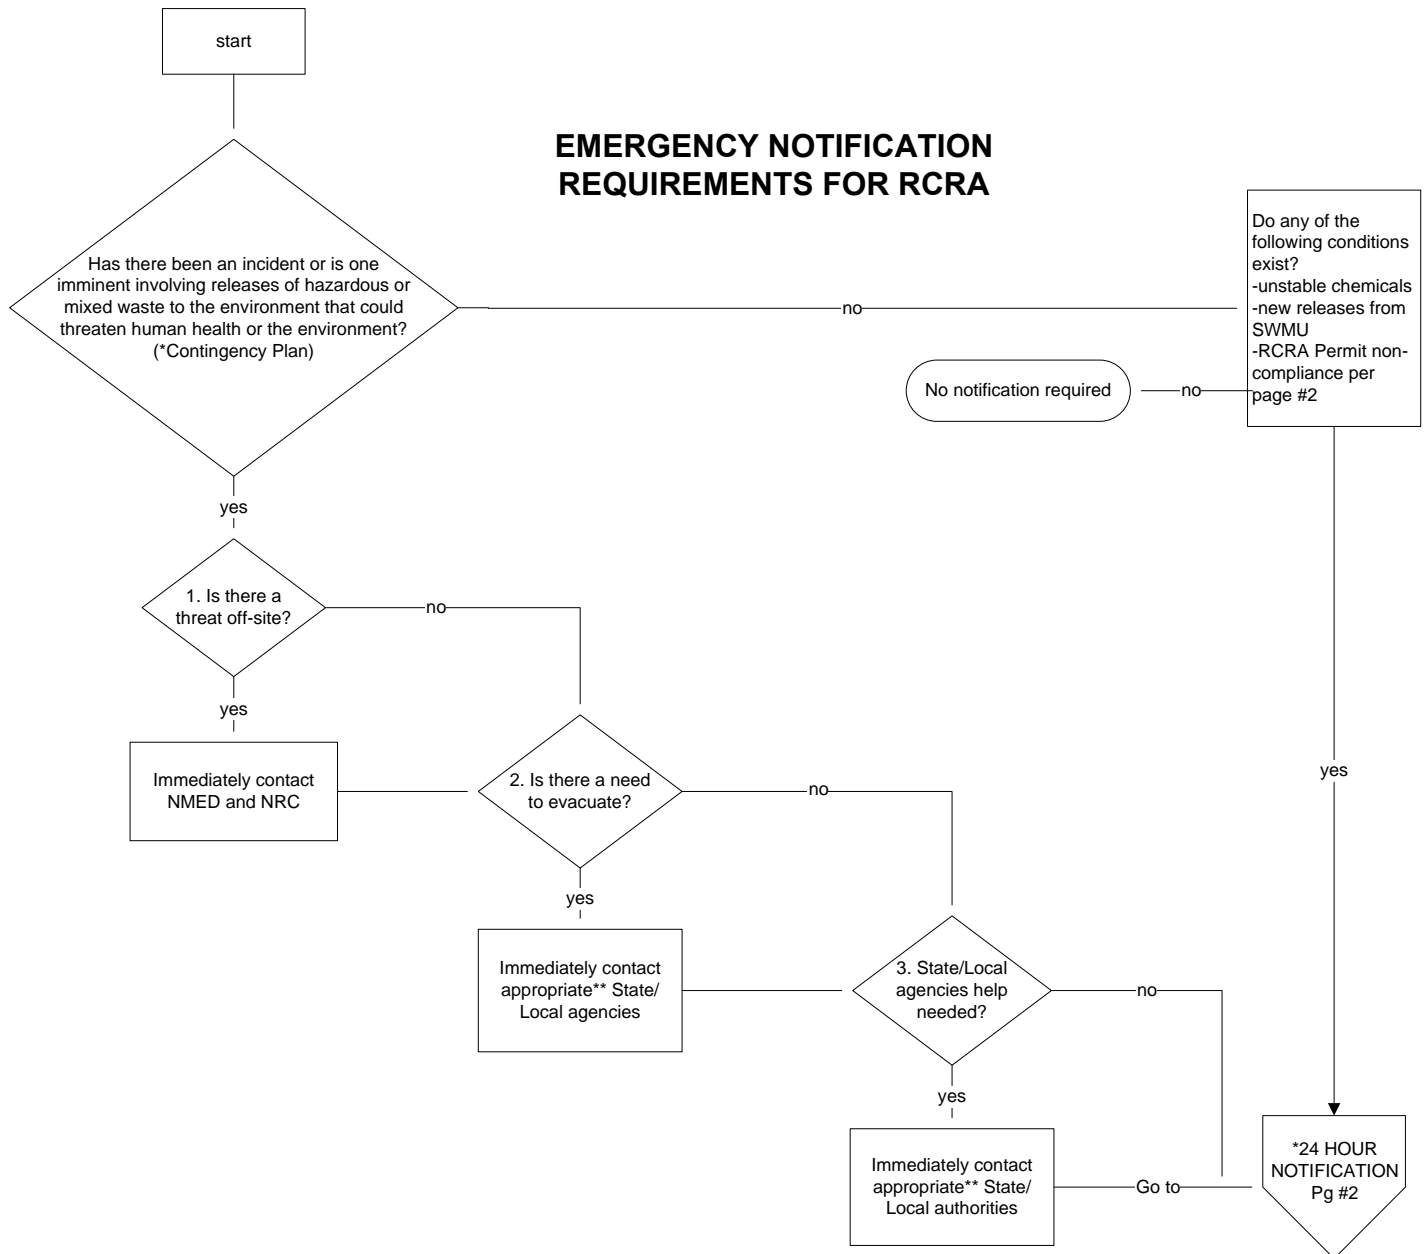 start
EMERGENCY NOTIFICATION
REQUIREMENTS FOR RCRA
Has there been an incident or is one
imminent involving releases of hazardous or
mixed waste to the environment that could
threaten human health or the environment?
(*Contingency Plan)
no
Do any of the
following conditions
exist?
-unstable chemicals
-new releases from
SWMU
-RCRA Permit non-
compliance per
page #2
No notification required
no
yes
1. Is there a
threat off-site?
no
yes
Immediately contact
NMED and NRC
2. Is there a need
to evacuate?
no
yes
yes
Immediately contact
appropriate** State/
Local agencies
3. State/Local
agencies help
needed?
no
yes
Immediately contact
appropriate** State/
Local authorities
Go to
*24 HOUR
NOTIFICATION
Pg #2